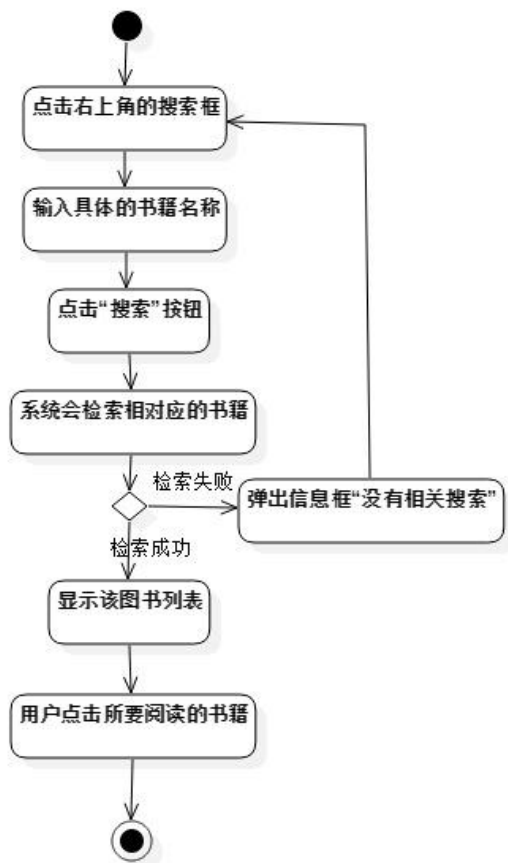 点击右上角的搜索框
输入具体的书籍名称
点击“搜索”按钮
系统会检索相对应的书籍
检索失败
弹出信息框“没有相关搜索”
检索成功
显示该图书列表
用户点击所要阅读的书籍